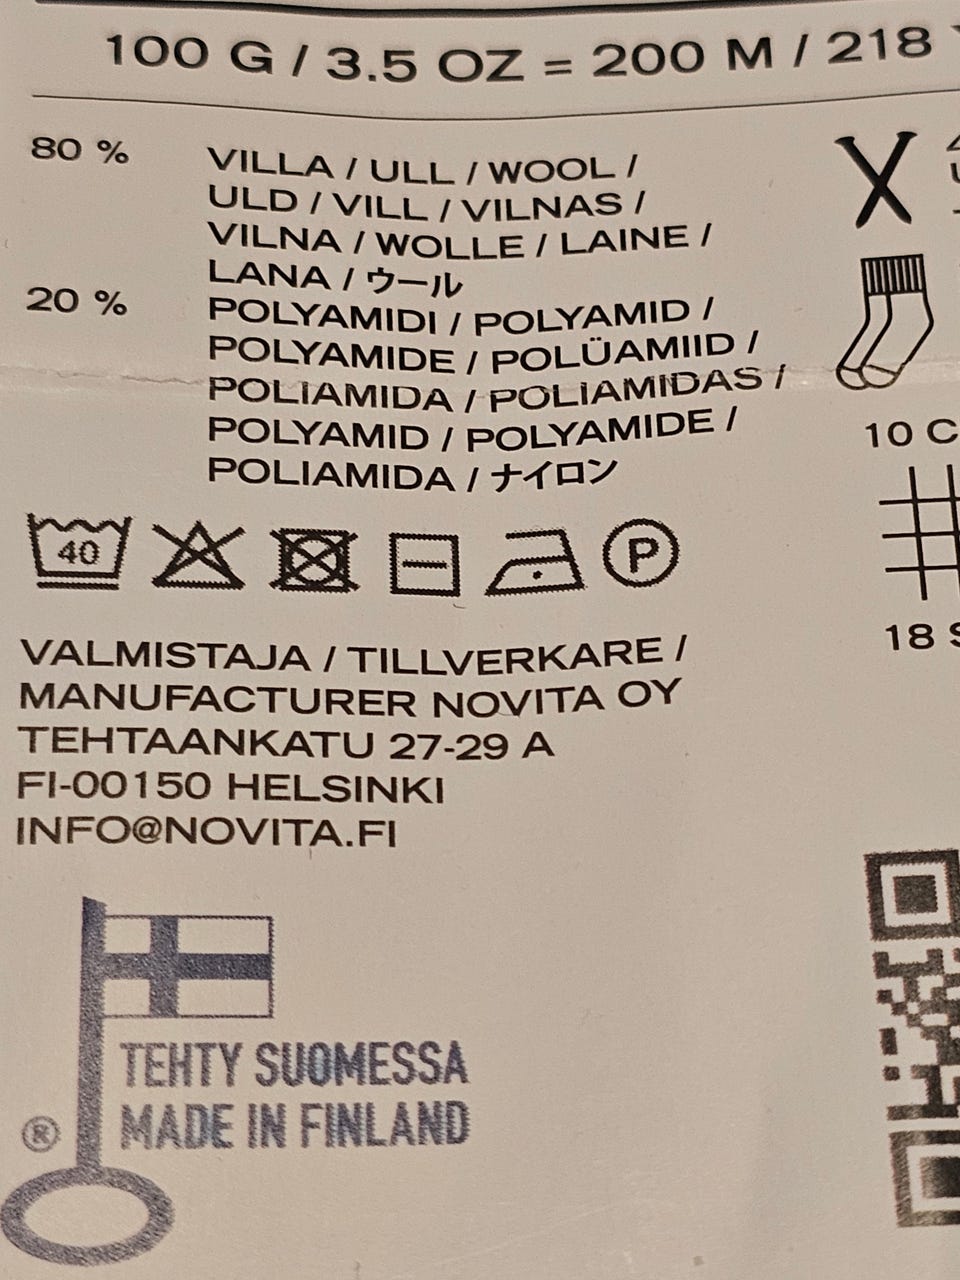 100 G / 3.5 OZ = 200 M / 218
80 % VILLA / ULL / WOOL /
ULD / VILL / VILNAS /
VILNA / WOLLE / LAINE /
LANA / ウール
20 % POLYAMIDI / POLYAMID /
POLYAMIDE / POLÜAMIID /
POLIAMIDA / POLIAMIDAS /
POLYAMID / POLYAMIDE /
POLIAMIDA / ナイロン
10 C
18 S
40
P
VALMISTAJA / TILLVERKARE /
MANUFACTURER NOVITA OY
TEHTAANKATU 27-29 A
FI-00150 HELSINKI
INFO@NOVITA.FI
TEHTY SUOMESSA
® MADE IN FINLAND